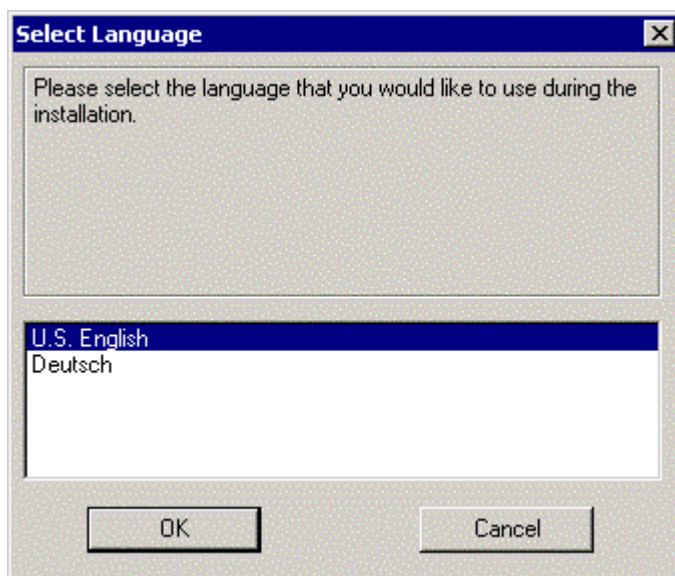 Select Language
Please select the language that you would like to use during the
installation.
U.S. English
Deutsch
OK
Cancel